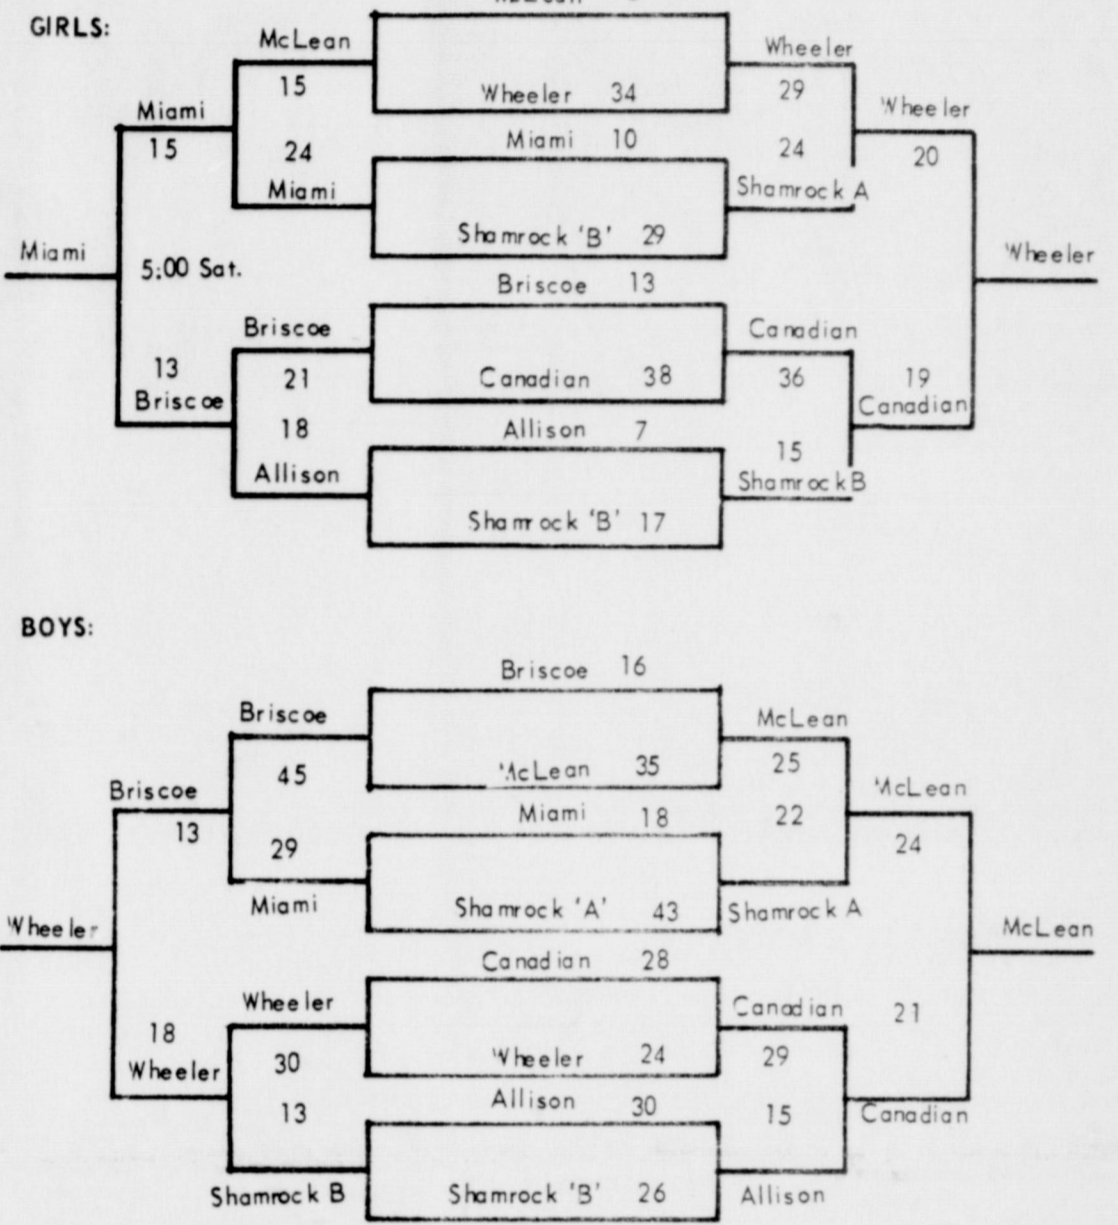 GIRLS:
McLean
Wheeler
15
Wheeler 34
29
Miami
Wheeler
Miami 10
15
24
24
20
Miami
Shamrock A
Shamrock 'B' 29
Miami
Wheeler
5:00 Sat.
Briscoe 13
Briscoe
Canadian
13
21
Canadian 38
36
19
Briscoe
Canadian
18
Allison 7
15
Allison
Shamrock B
Shamrock 'B' 17
BOYS:
Briscoe 16
Briscoe
McLean
45
McLean 35
25
Briscoe
McLean
Miami 18
13
29
22
24
Miami
Shamrock 'A' 43
Shamrock A
Wheeler
McLean
Canadian 28
Wheeler
Canadian
18
21
30
Wheeler 24
29
Wheeler
Allison 30
13
15
Canadian
Shamrock B
Shamrock 'B' 26
Allison